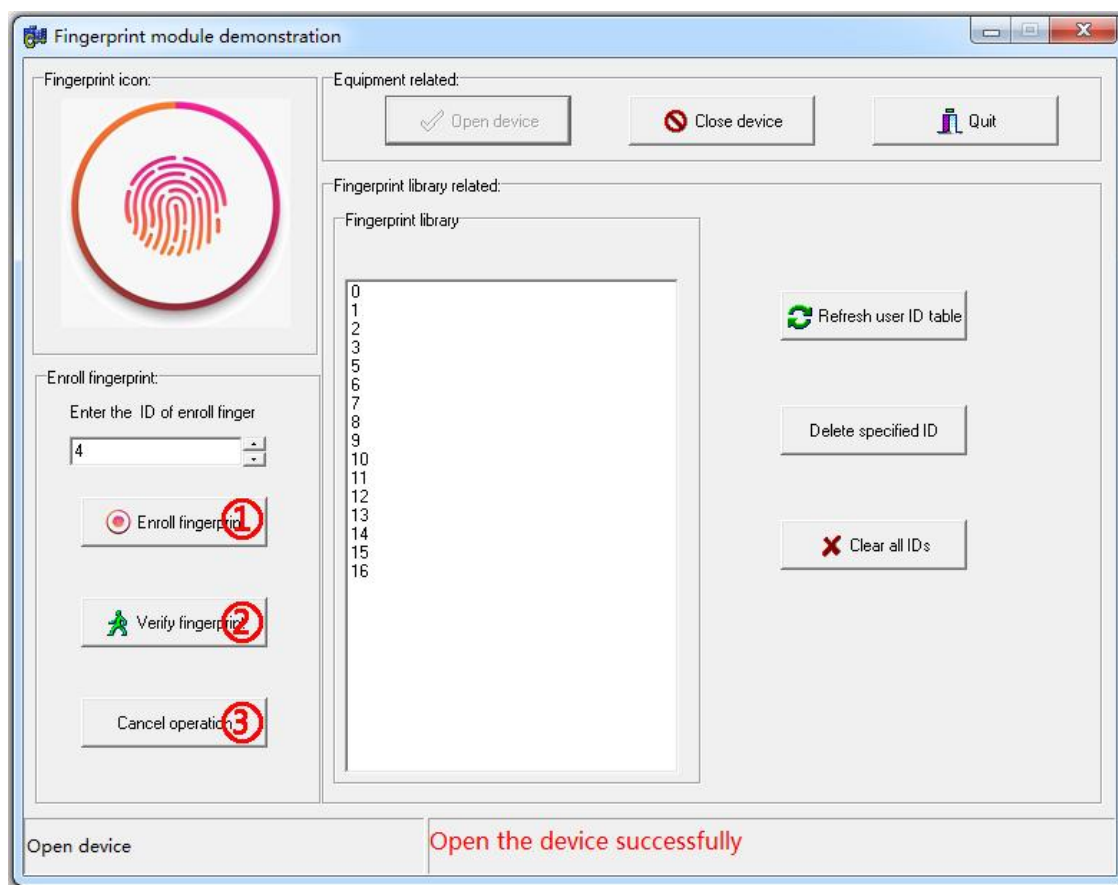 Fingerprint module demonstration
Fingerprint icon:
Equipment related:
Open device
Close device
Quit
Fingerprint library related:
Fingerprint library
0
1
2
3
5
6
7
8
9
10
11
12
13
14
15
16
Refresh user ID table
Delete specified ID
Clear all IDs
Enroll fingerprint:
Enter the ID of enroll finger
4
Enroll fingerprint
①
Verify fingerprint
②
Cancel operation
③
Open device
Open the device successfully